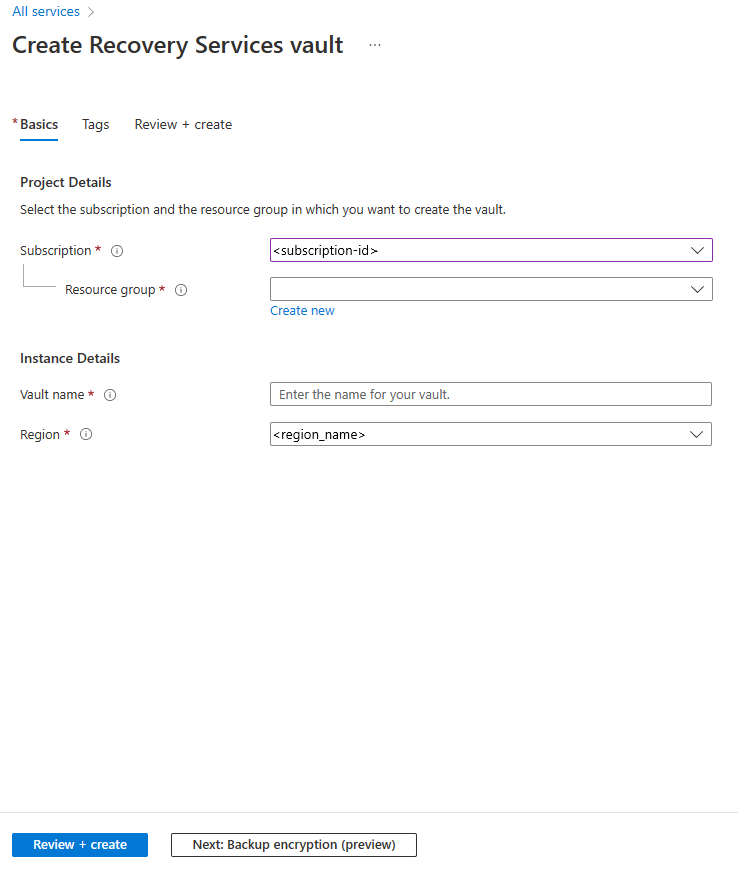 All services >
Create Recovery Services vault ...
* Basics Tags Review + create
Project Details
Select the subscription and the resource group in which you want to create the vault.
Subscription * <subscription-id>
Resource group *
Create new
Instance Details
Vault name * Enter the name for your vault.
Region * <region_name>
Review + create Next: Backup encryption (preview)